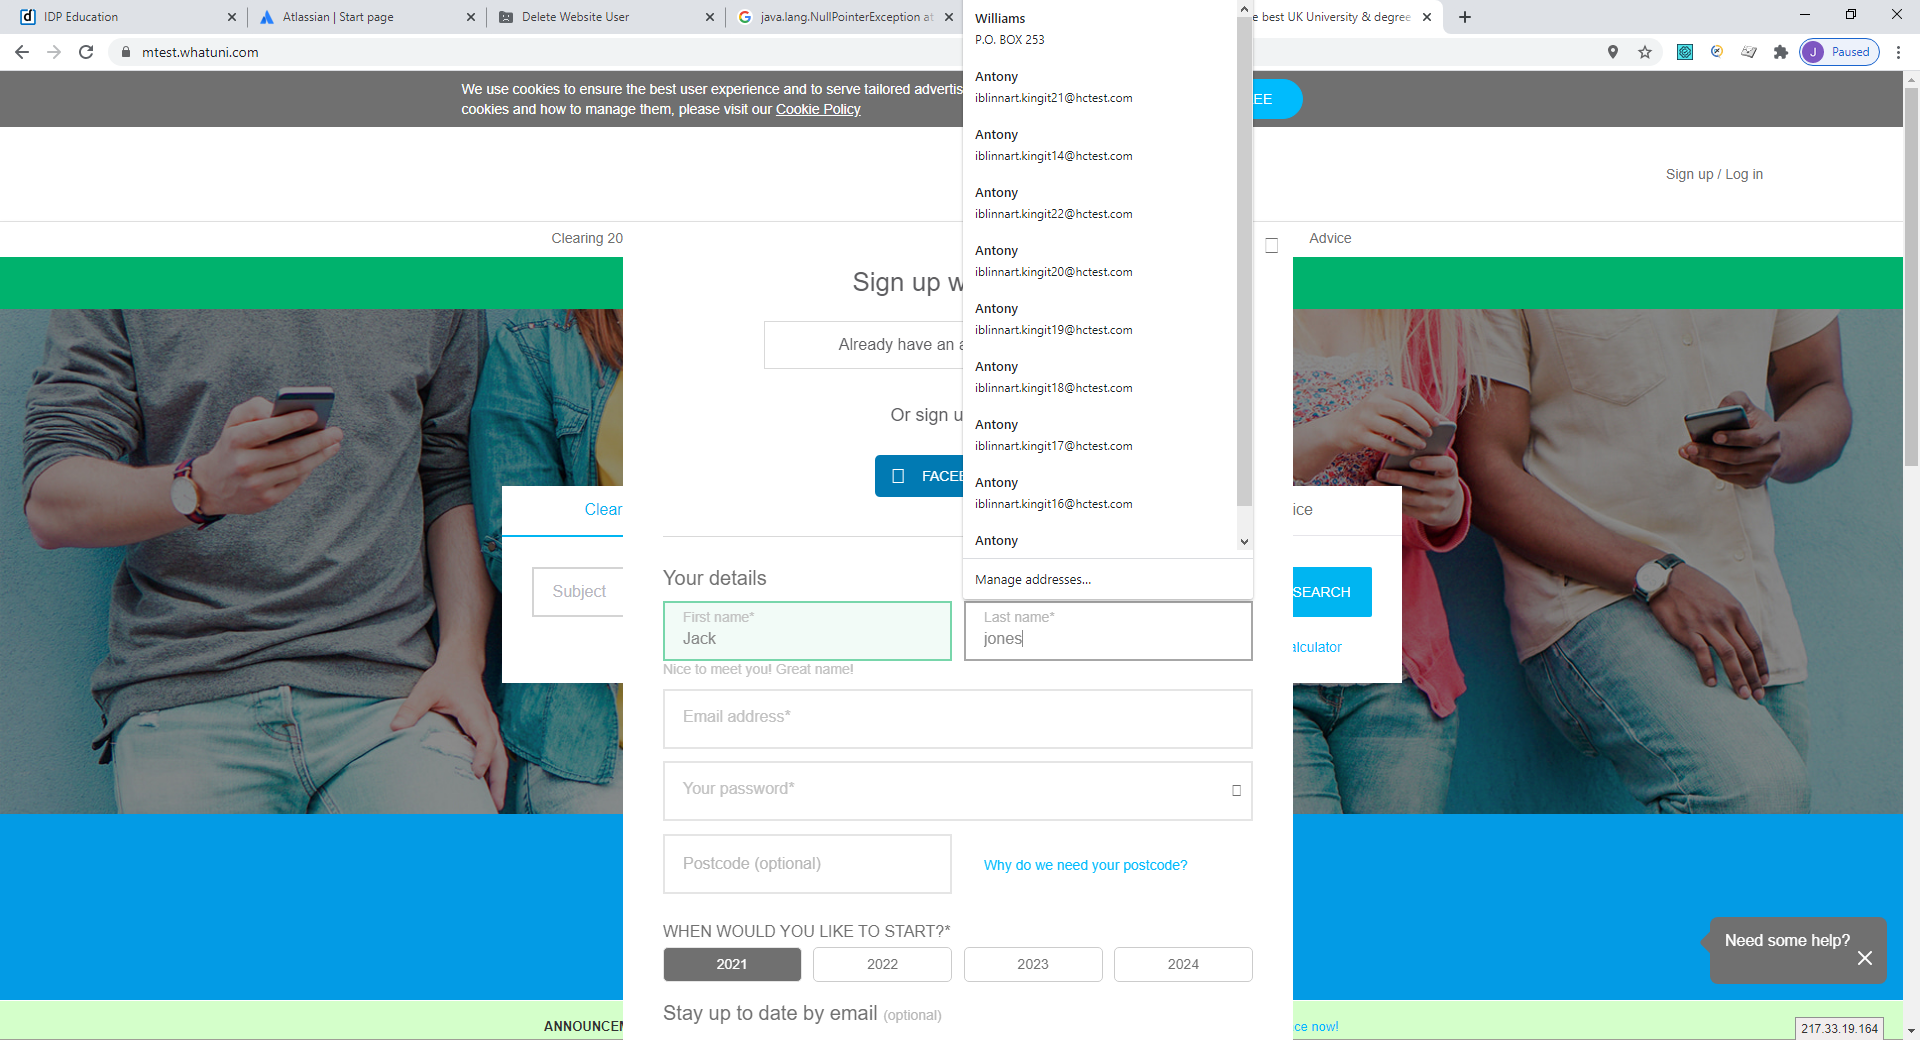 IDP Education
Atlassian | Start page
Delete Website User
java.lang.NullPointerException at
e best UK University & degree
mtest.whatuni.com
J Paused
We use cookies to ensure the best user experience and to serve tailored advertis
cookies and how to manage them, please visit our Cookie Policy
EE
Sign up / Log in
Clearing 20
Advice
Williams
P.O. BOX 253
Antony
iblinnart.kingit21@hctest.com
Antony
iblinnart.kingit14@hctest.com
Antony
iblinnart.kingit22@hctest.com
Antony
iblinnart.kingit20@hctest.com
Antony
iblinnart.kingit19@hctest.com
Antony
iblinnart.kingit18@hctest.com
Antony
iblinnart.kingit17@hctest.com
Antony
iblinnart.kingit16@hctest.com
Antony
Manage addresses...
Sign up w
Already have an a
Or sign u
FACEB
Clear
ice
Subject
SEARCH
alculator
Your details
First name*
Jack
Last name*
jones
Nice to meet you! Great name!
Email address*
Your password*
Postcode (optional)
Why do we need your postcode?
WHEN WOULD YOU LIKE TO START?*
2021
2022
2023
2024
Stay up to date by email (optional)
Need some help?
ANNOUNCEM
ce now!
217.33.19.164